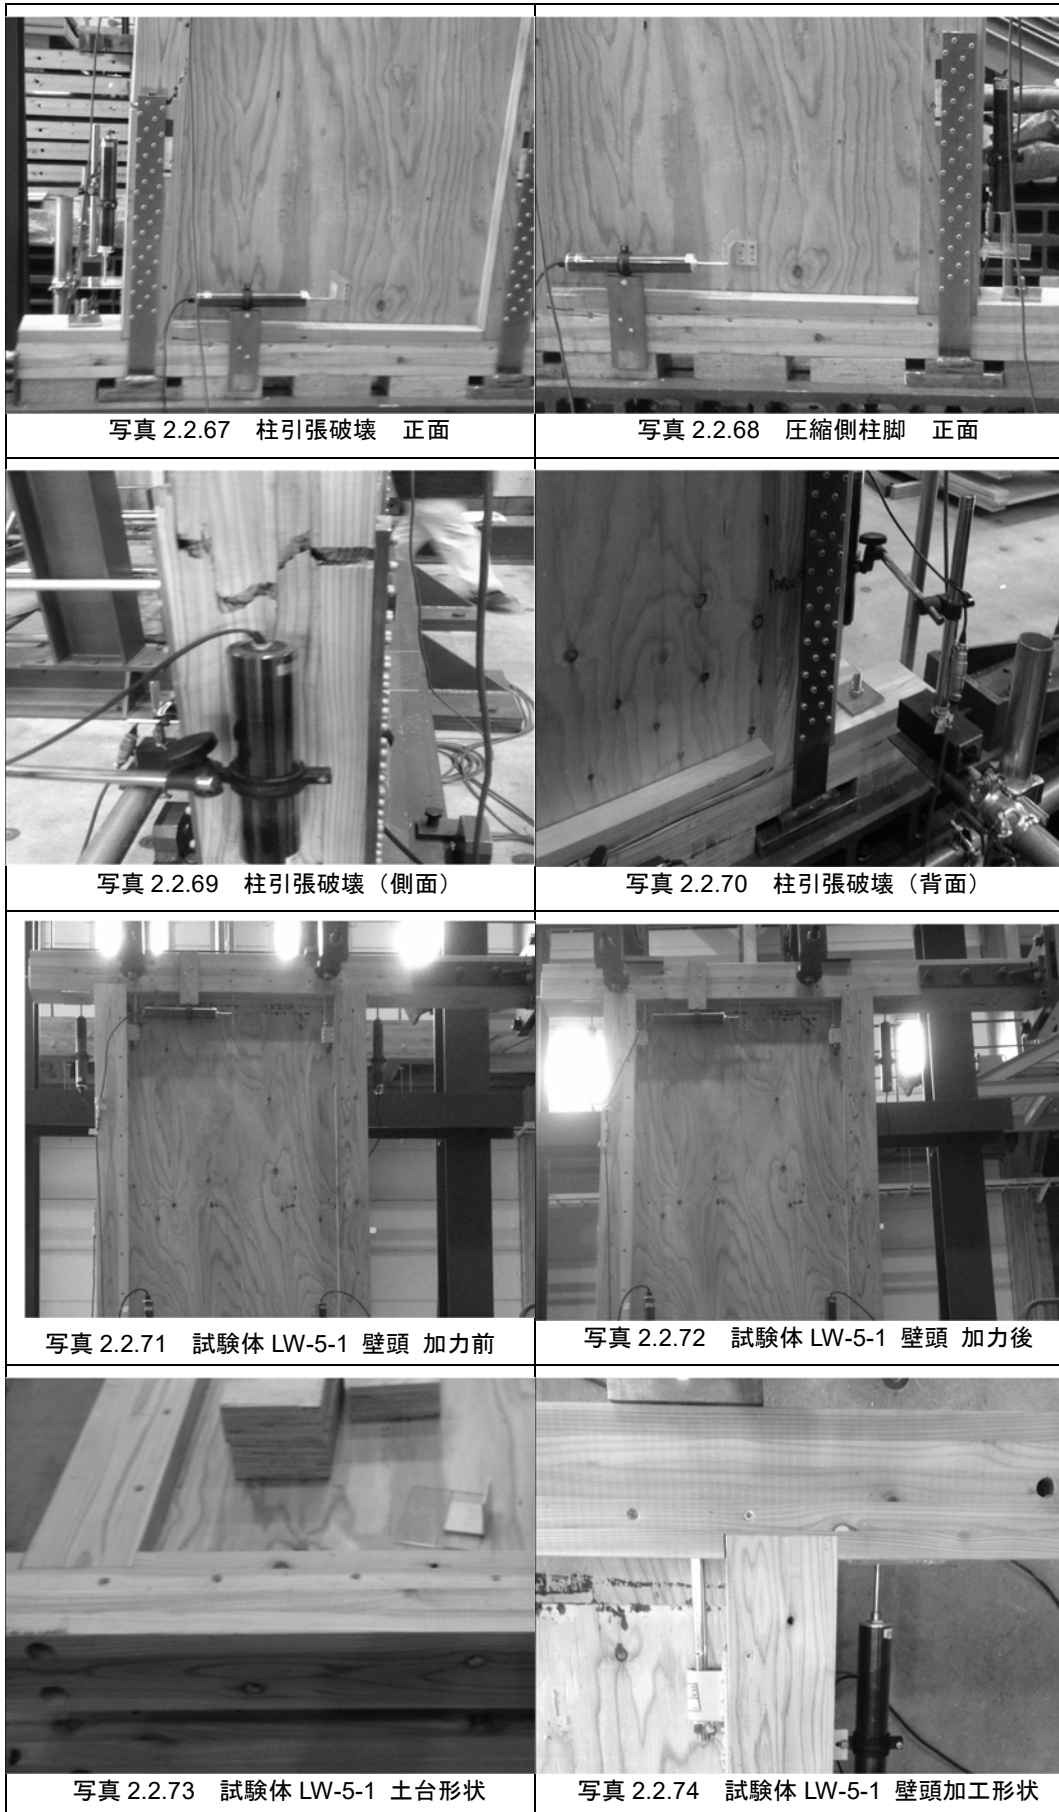 写真 2.2.67　柱引張破壊　正面
写真 2.2.68　圧縮側柱脚　正面
写真 2.2.69　柱引張破壊（側面）
写真 2.2.70　柱引張破壊（背面）
写真 2.2.71　試験体 LW-5-1 壁頭 加力前
写真 2.2.72　試験体 LW-5-1 壁頭 加力後
写真 2.2.73　試験体 LW-5-1 土台形状
写真 2.2.74　試験体 LW-5-1 壁頭加工形状